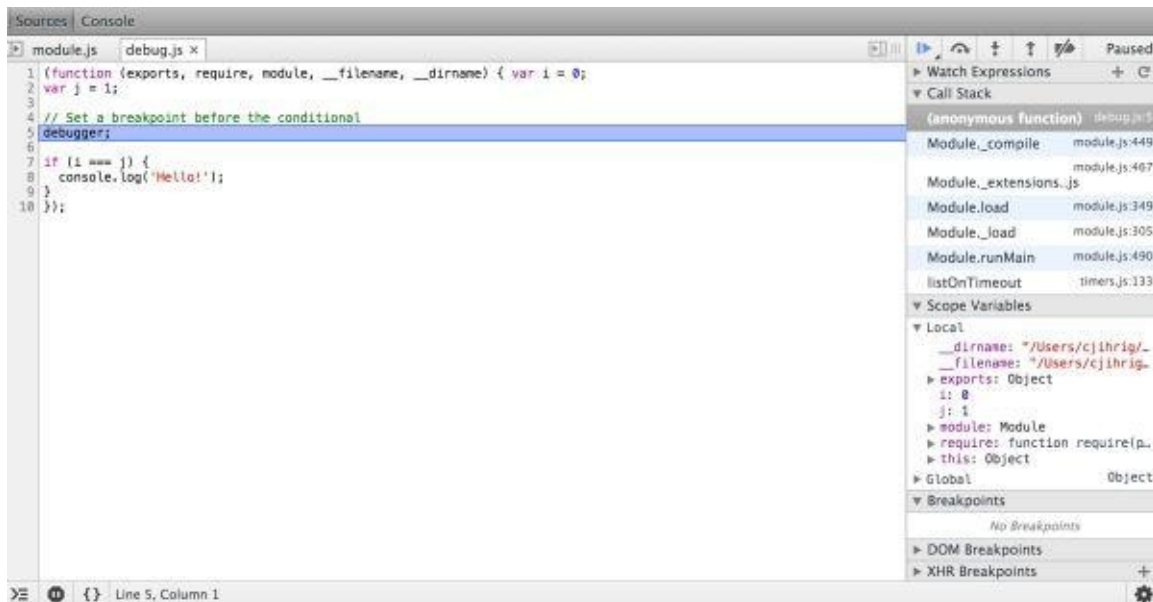 Sources Console
module.js debug.js × Paused
1 (function (exports, require, module, __filename, __dirname) { var i = 0;
2 var j = 1;
3
4 // Set a breakpoint before the conditional
5 debugger;
6
7 if (i === j) {
8 console.log('Hello!');
9 }
10 });
Watch Expressions + C
Call Stack
(anonymous function) debug.js:5
Module._compile module.js:449
module.js:467
Module._extensions..js
Module.load module.js:349
Module._load module.js:305
Module.runMain module.js:490
listOnTimeout timers.js:133
Scope Variables
Local
__dirname: "/Users/cjihrig/…
__filename: "/Users/cjihrig…
exports: Object
i: 0
j: 1
module: Module
require: function require(p…
this: Object
Global Object
Breakpoints
No Breakpoints
DOM Breakpoints
XHR Breakpoints +
{} Line 5, Column 1